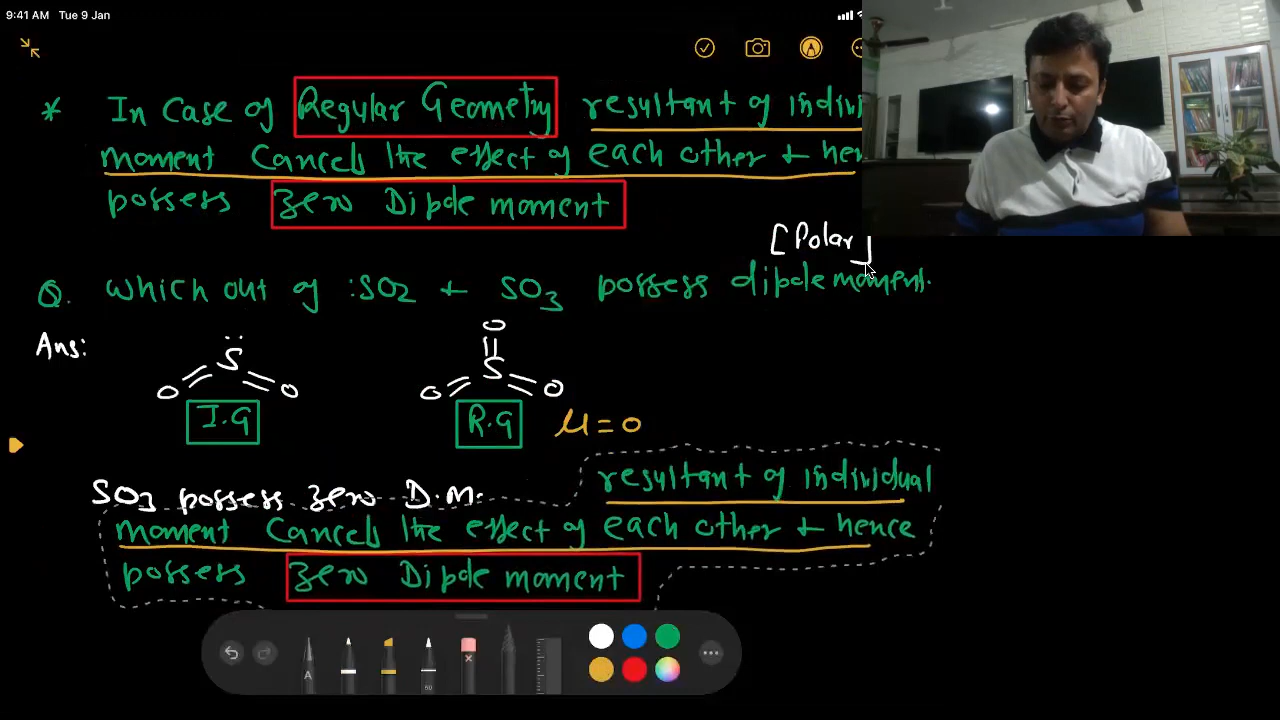 9:41 AM Tue 9 Jan
* In Case of Regular Geometry resultant of individ
moment Cancels the effect of each other + hen
possess Zero Dipole moment
[Polar]
Q. which out of :SO2 + SO3 possess dipole moment.
Ans:
O
S S
O O O O
I.G R.G μ=0
SO3 possess Zero D.M. resultant of individual
moment Cancels the effect of each other + hence
possess Zero Dipole moment
A 50